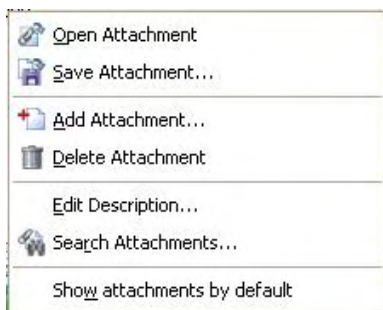 Open Attachment
Save Attachment...
Add Attachment...
Delete Attachment
Edit Description...
Search Attachments...
Show attachments by default